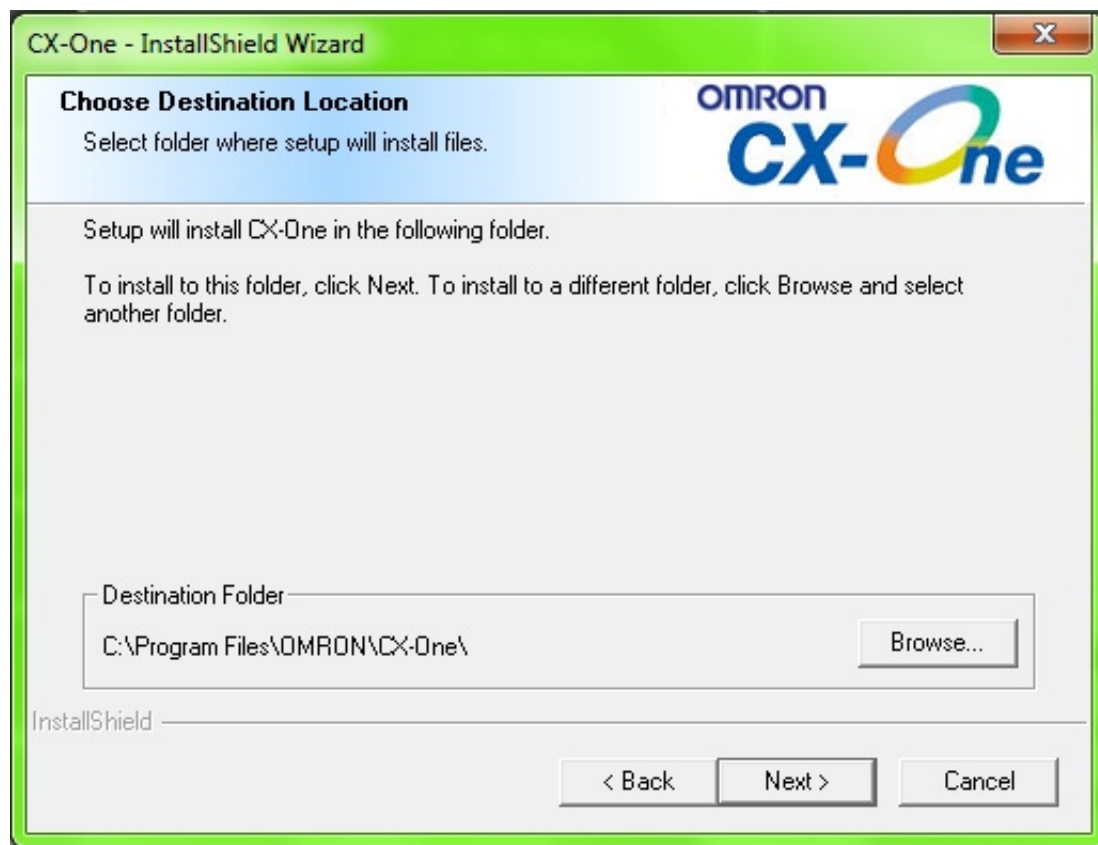 CX-One - InstallShield Wizard
Choose Destination Location
Select folder where setup will install files.
OMRON
CX-One
Setup will install CX-One in the following folder.
To install to this folder, click Next. To install to a different folder, click Browse and select
another folder.
Destination Folder
C:\Program Files\OMRON\CX-One\
Browse...
InstallShield
< Back
Next >
Cancel